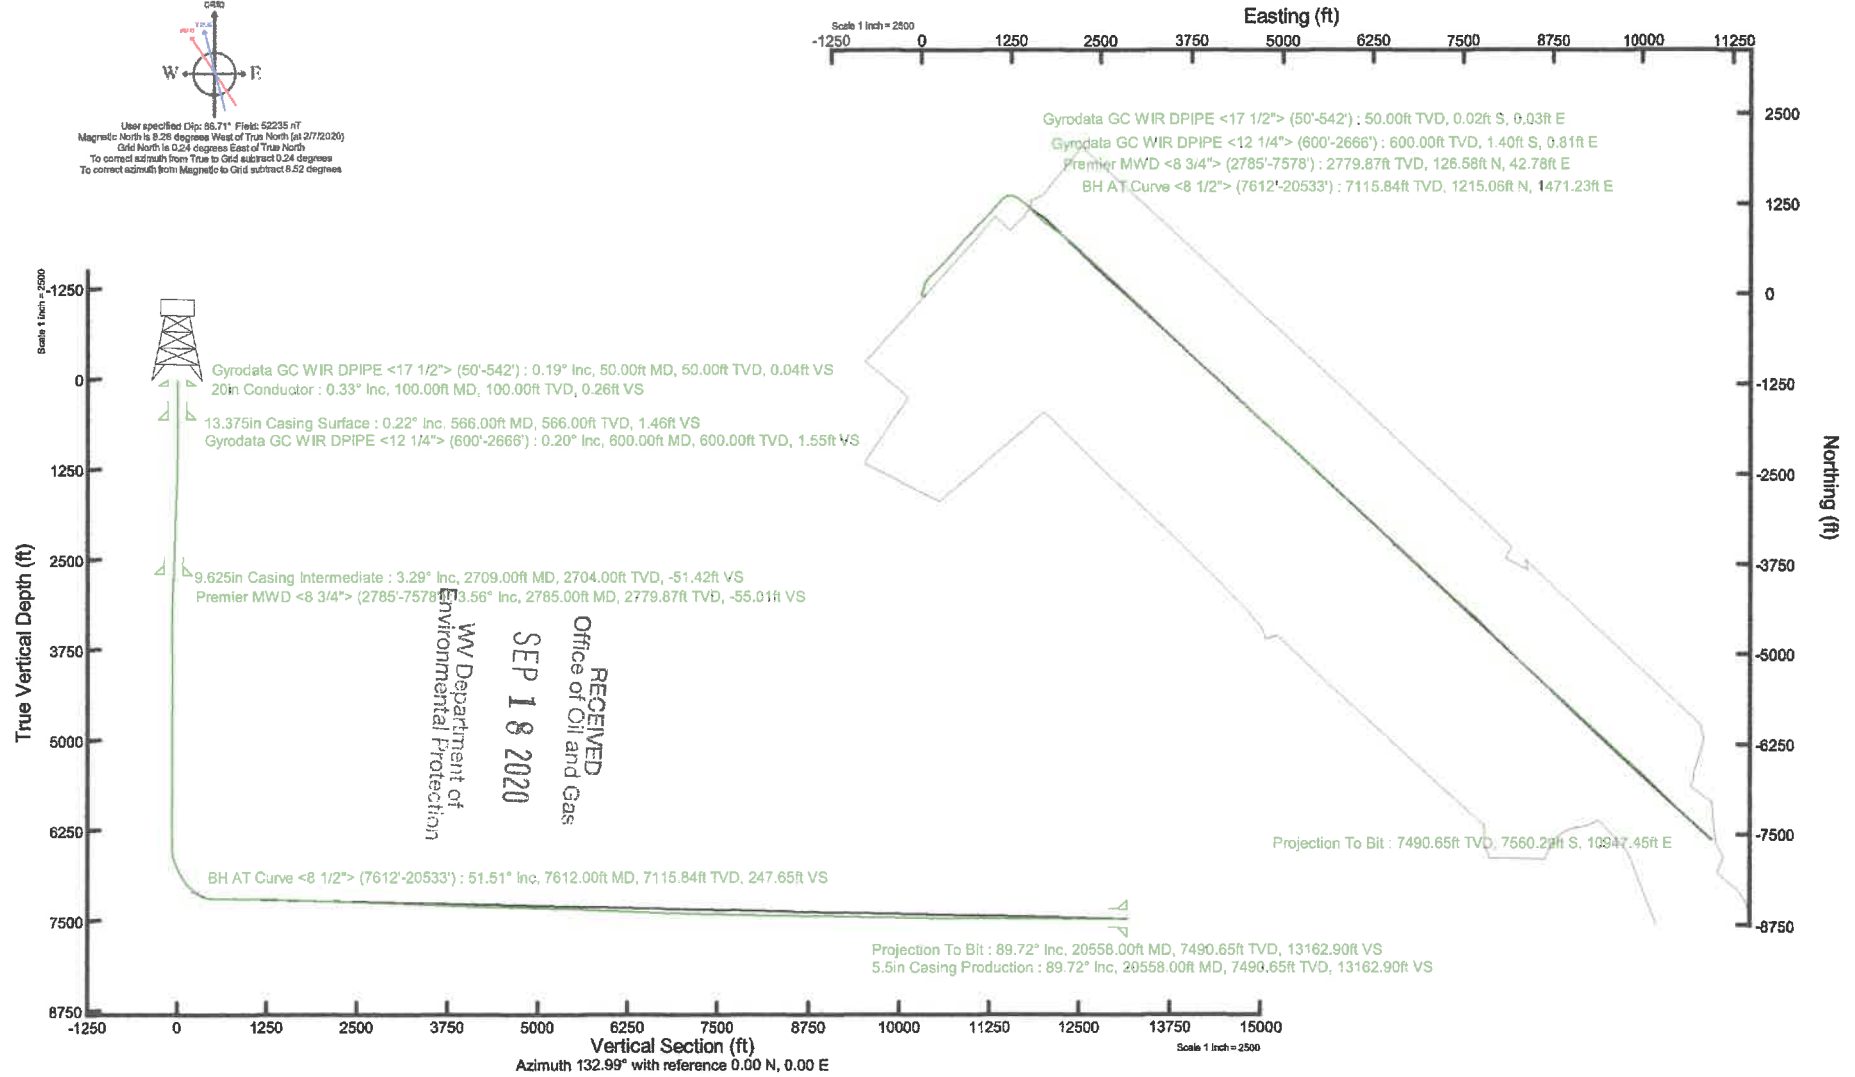 GRID
W E
User specified Dip: 66.71° Field: 52235 nT
Magnetic North is 8.28 degrees West of True North (at 2/7/2020)
Grid North is 0.24 degrees East of True North
To correct azimuth from True to Grid subtract 0.24 degrees
To correct azimuth from Magnetic to Grid subtract 8.52 degrees
Easting (ft)
Scale 1 inch = 2500
-1250 0 1250 2500 3750 5000 6250 7500 8750 10000 11250
Gyrodata GC WIR DPIPE <17 1/2"> (50'-542') : 50.00ft TVD, 0.02ft S, 0.03ft E
Gyrodata GC WIR DPIPE <12 1/4"> (600'-2666') : 600.00ft TVD, 1.40ft S, 0.81ft E
Premier MWD <8 3/4"> (2785'-7578') : 2779.87ft TVD, 126.58ft N, 42.78ft E
BH AT Curve <8 1/2"> (7612'-20533') : 7115.84ft TVD, 1215.06ft N, 1471.23ft E
2500
1250
0
-1250
-2500
-3750
-5000
-6250
-7500
-8750
Northing (ft)
Projection To Bit : 7490.65ft TVD, 7560.29ft S, 10947.45ft E
Scale 1 inch = 2500
True Vertical Depth (ft)
-1250
0
1250
2500
3750
5000
6250
7500
8750
Gyrodata GC WIR DPIPE <17 1/2"> (50'-542') : 0.19° Inc, 50.00ft MD, 50.00ft TVD, 0.04ft VS
20in Conductor : 0.33° Inc, 100.00ft MD, 100.00ft TVD, 0.26ft VS
13.375in Casing Surface : 0.22° Inc. 566.00ft MD, 566.00ft TVD, 1.46ft VS
Gyrodata GC WIR DPIPE <12 1/4"> (600'-2666') : 0.20° Inc, 600.00ft MD, 600.00ft TVD, 1.55ft VS
9.625in Casing Intermediate : 3.29° Inc, 2709.00ft MD, 2704.00ft TVD, -51.42ft VS
Premier MWD <8 3/4"> (2785'-7578') : 3.56° Inc, 2785.00ft MD, 2779.87ft TVD, -55.01ft VS
RECEIVED
Office of Oil and Gas
SEP 18 2020
WV Department of
Environmental Protection
BH AT Curve <8 1/2"> (7612'-20533') : 51.51° Inc, 7612.00ft MD, 7115.84ft TVD, 247.65ft VS
Projection To Bit : 89.72° Inc, 20558.00ft MD, 7490.65ft TVD, 13162.90ft VS
5.5in Casing Production : 89.72° Inc, 20558.00ft MD, 7490.65ft TVD, 13162.90ft VS
-1250 0 1250 2500 3750 5000 6250 7500 8750 10000 11250 12500 13750 15000
Vertical Section (ft)
Scale 1 inch = 2500
Azimuth 132.99° with reference 0.00 N, 0.00 E